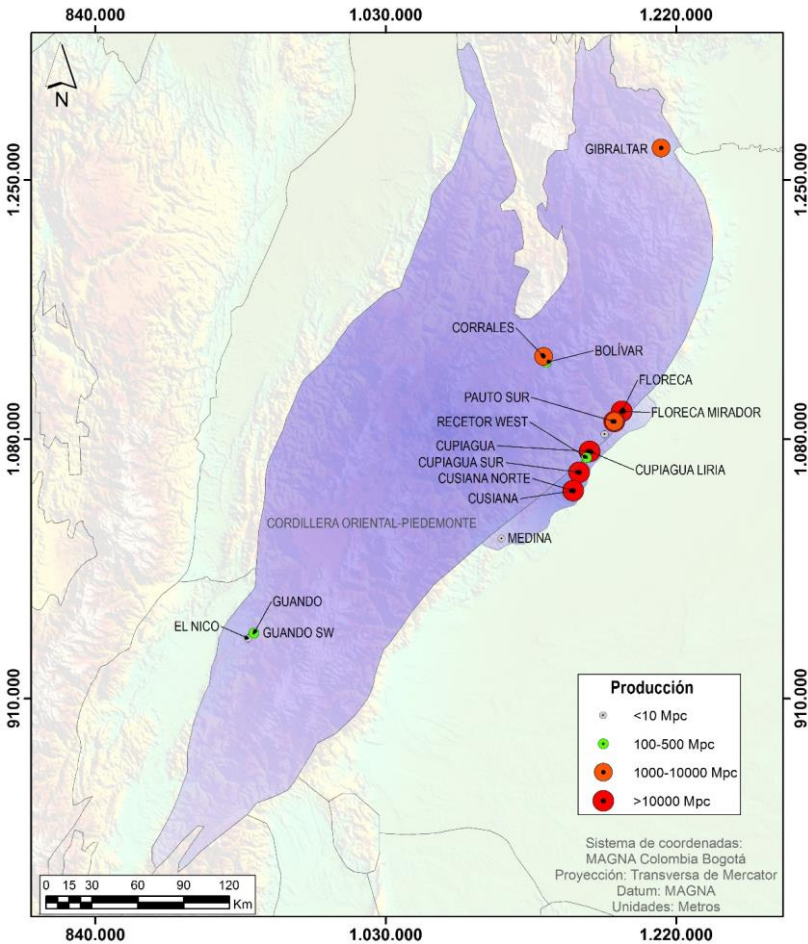 840.000
1.030.000
1.220.000
N
GIBRALTAR
1.250.000
1.250.000
CORRALES
BOLÍVAR
FLORECA
PAUTO SUR
FLORECA MIRADOR
RECETOR WEST
1.080.000
1.080.000
CUPIAGUA
CUPIAGUA SUR
CUPIAGUA LIRIA
CUSIANA NORTE
CUSIANA
CORDILLERA ORIENTAL-PIEDEMONTE
MEDINA
GUANDO
EL NICO
GUANDO SW
910.000
910.000
Producción
<10 Mpc
100-500 Mpc
1000-10000 Mpc
>10000 Mpc
Sistema de coordenadas:
MAGNA Colombia Bogotá
Proyección: Transversa de Mercator
Datum: MAGNA
Unidades: Metros
0 15 30 60 90 120
Km
840.000
1.030.000
1.220.000